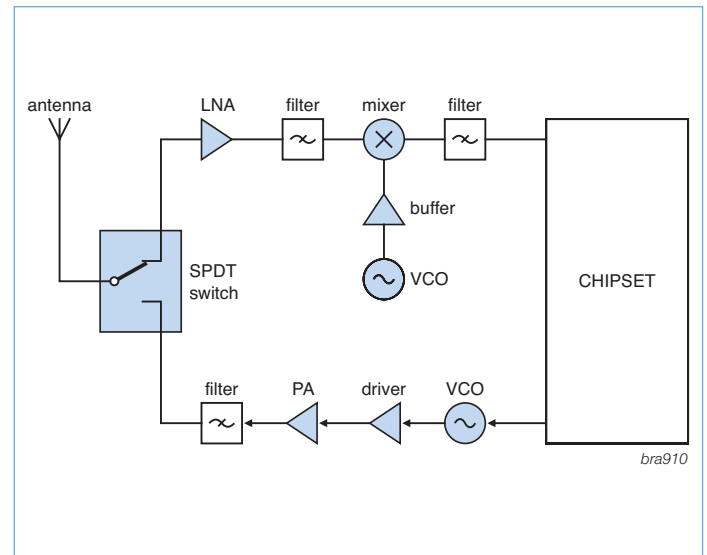 antenna
LNA
filter
mixer
filter
buffer
SPDT
switch
VCO
CHIPSET
filter
PA
driver
VCO
bra910